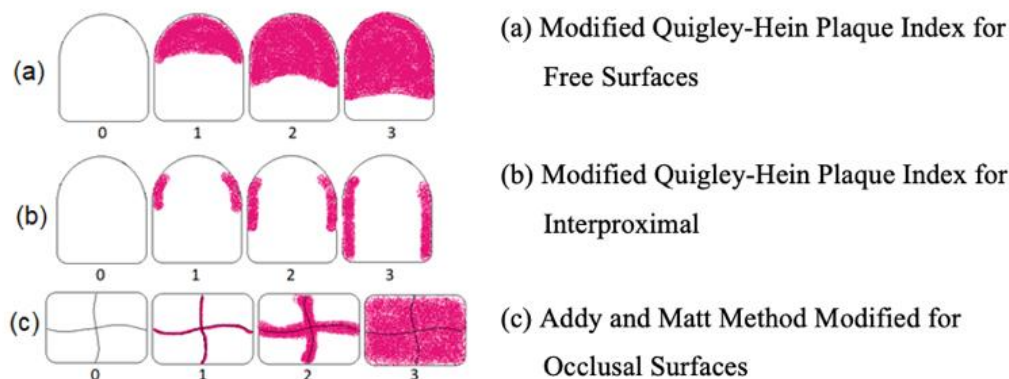 (a) Modified Quigley-Hein Plaque Index for
Free Surfaces
(a)
0 1 2 3
(b) Modified Quigley-Hein Plaque Index for
Interproximal
(b)
0 1 2 3
(c) Addy and Matt Method Modified for
Occlusal Surfaces
(c)
0 1 2 3